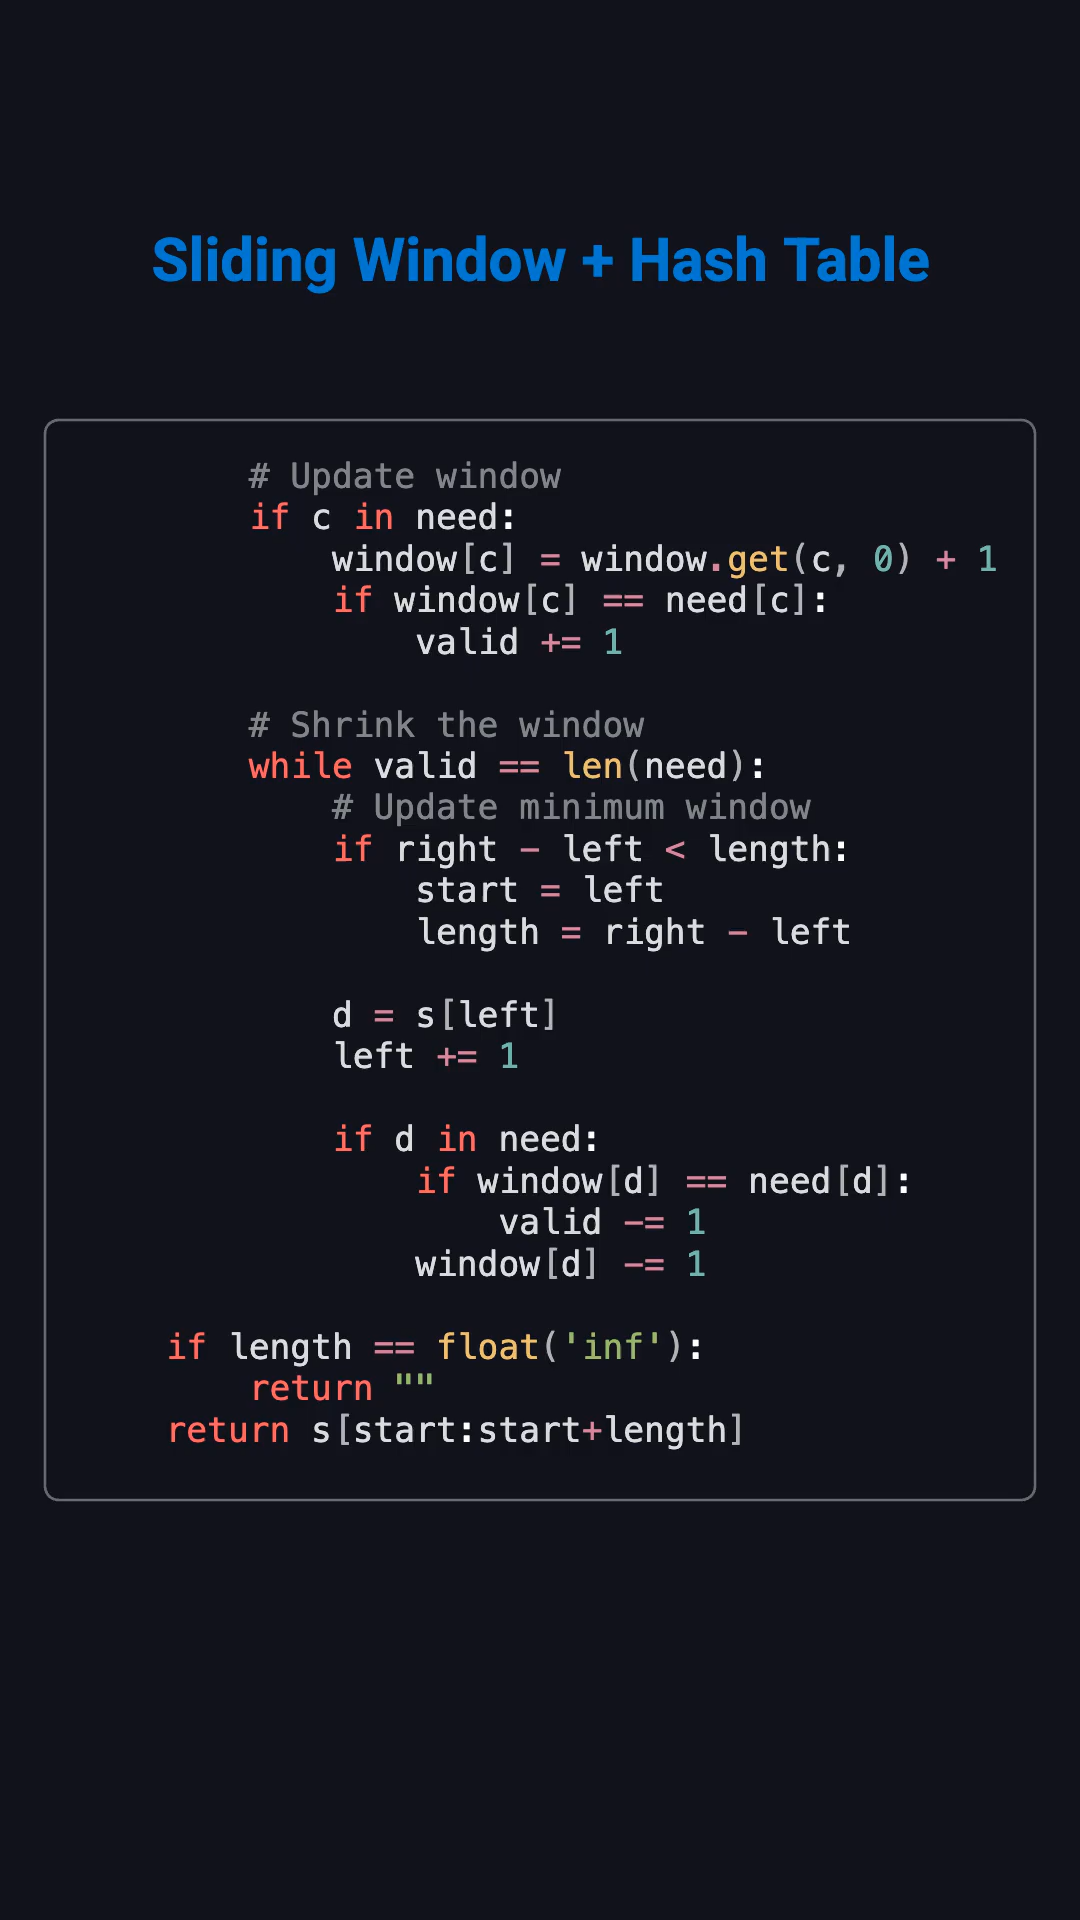 Sliding Window + Hash Table
# Update window
if c in need:
window[c] = window.get(c, 0) + 1
if window[c] == need[c]:
valid += 1
# Shrink the window
while valid == len(need):
# Update minimum window
if right - left < length:
start = left
length = right - left
d = s[left]
left += 1
if d in need:
if window[d] == need[d]:
valid -= 1
window[d] -= 1
if length == float('inf'):
return ""
return s[start:start+length]